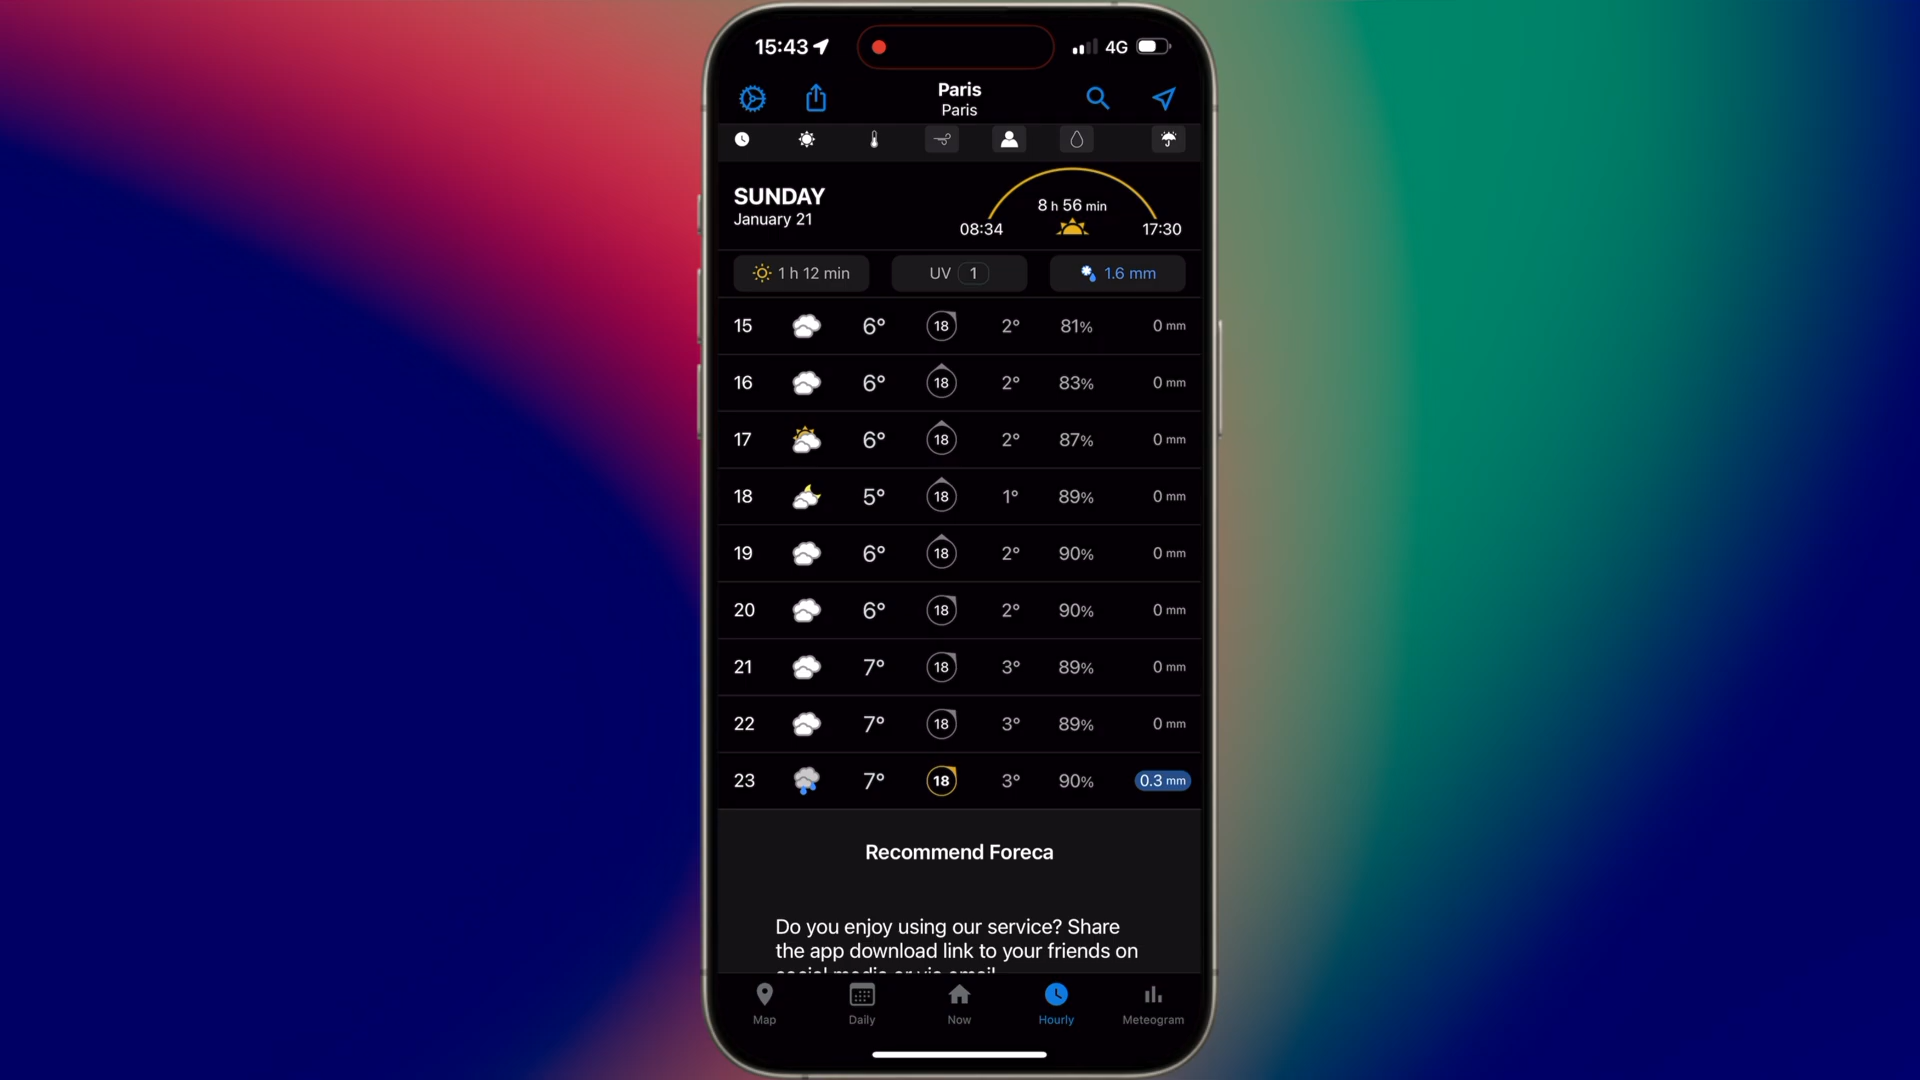 15:43
4G
Paris
Paris
SUNDAY
January 21
8 h 56 min
08:34
17:30
1 h 12 min
UV 1
1.6 mm
15 6° 18 2° 81% 0 mm
16 6° 18 2° 83% 0 mm
17 6° 18 2° 87% 0 mm
18 5° 18 1° 89% 0 mm
19 6° 18 2° 90% 0 mm
20 6° 18 2° 90% 0 mm
21 7° 18 3° 89% 0 mm
22 7° 18 3° 89% 0 mm
23 7° 18 3° 90% 0.3 mm
Recommend Foreca
Do you enjoy using our service? Share
the app download link to your friends on
social media or via email
Map
Daily
Now
Hourly
Meteogram